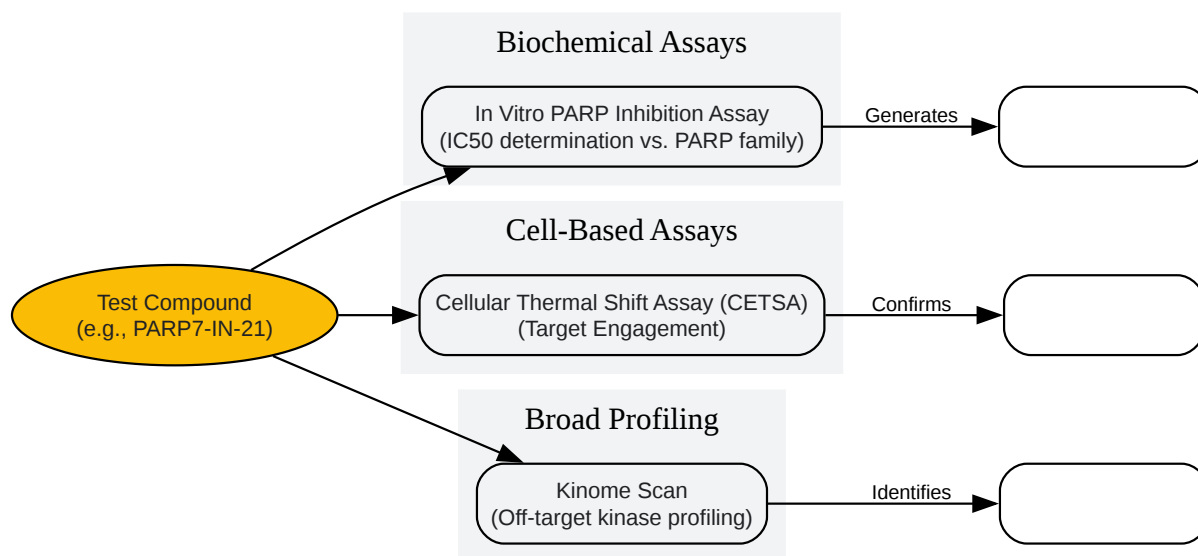 Biochemical Assays
In Vitro PARP Inhibition Assay
(IC50 determination vs. PARP family)
Generates
Cell-Based Assays
Test Compound
(e.g., PARP7-IN-21)
Cellular Thermal Shift Assay (CETSA)
(Target Engagement)
Confirms
Broad Profiling
Kinome Scan
(Off-target kinase profiling)
Identifies